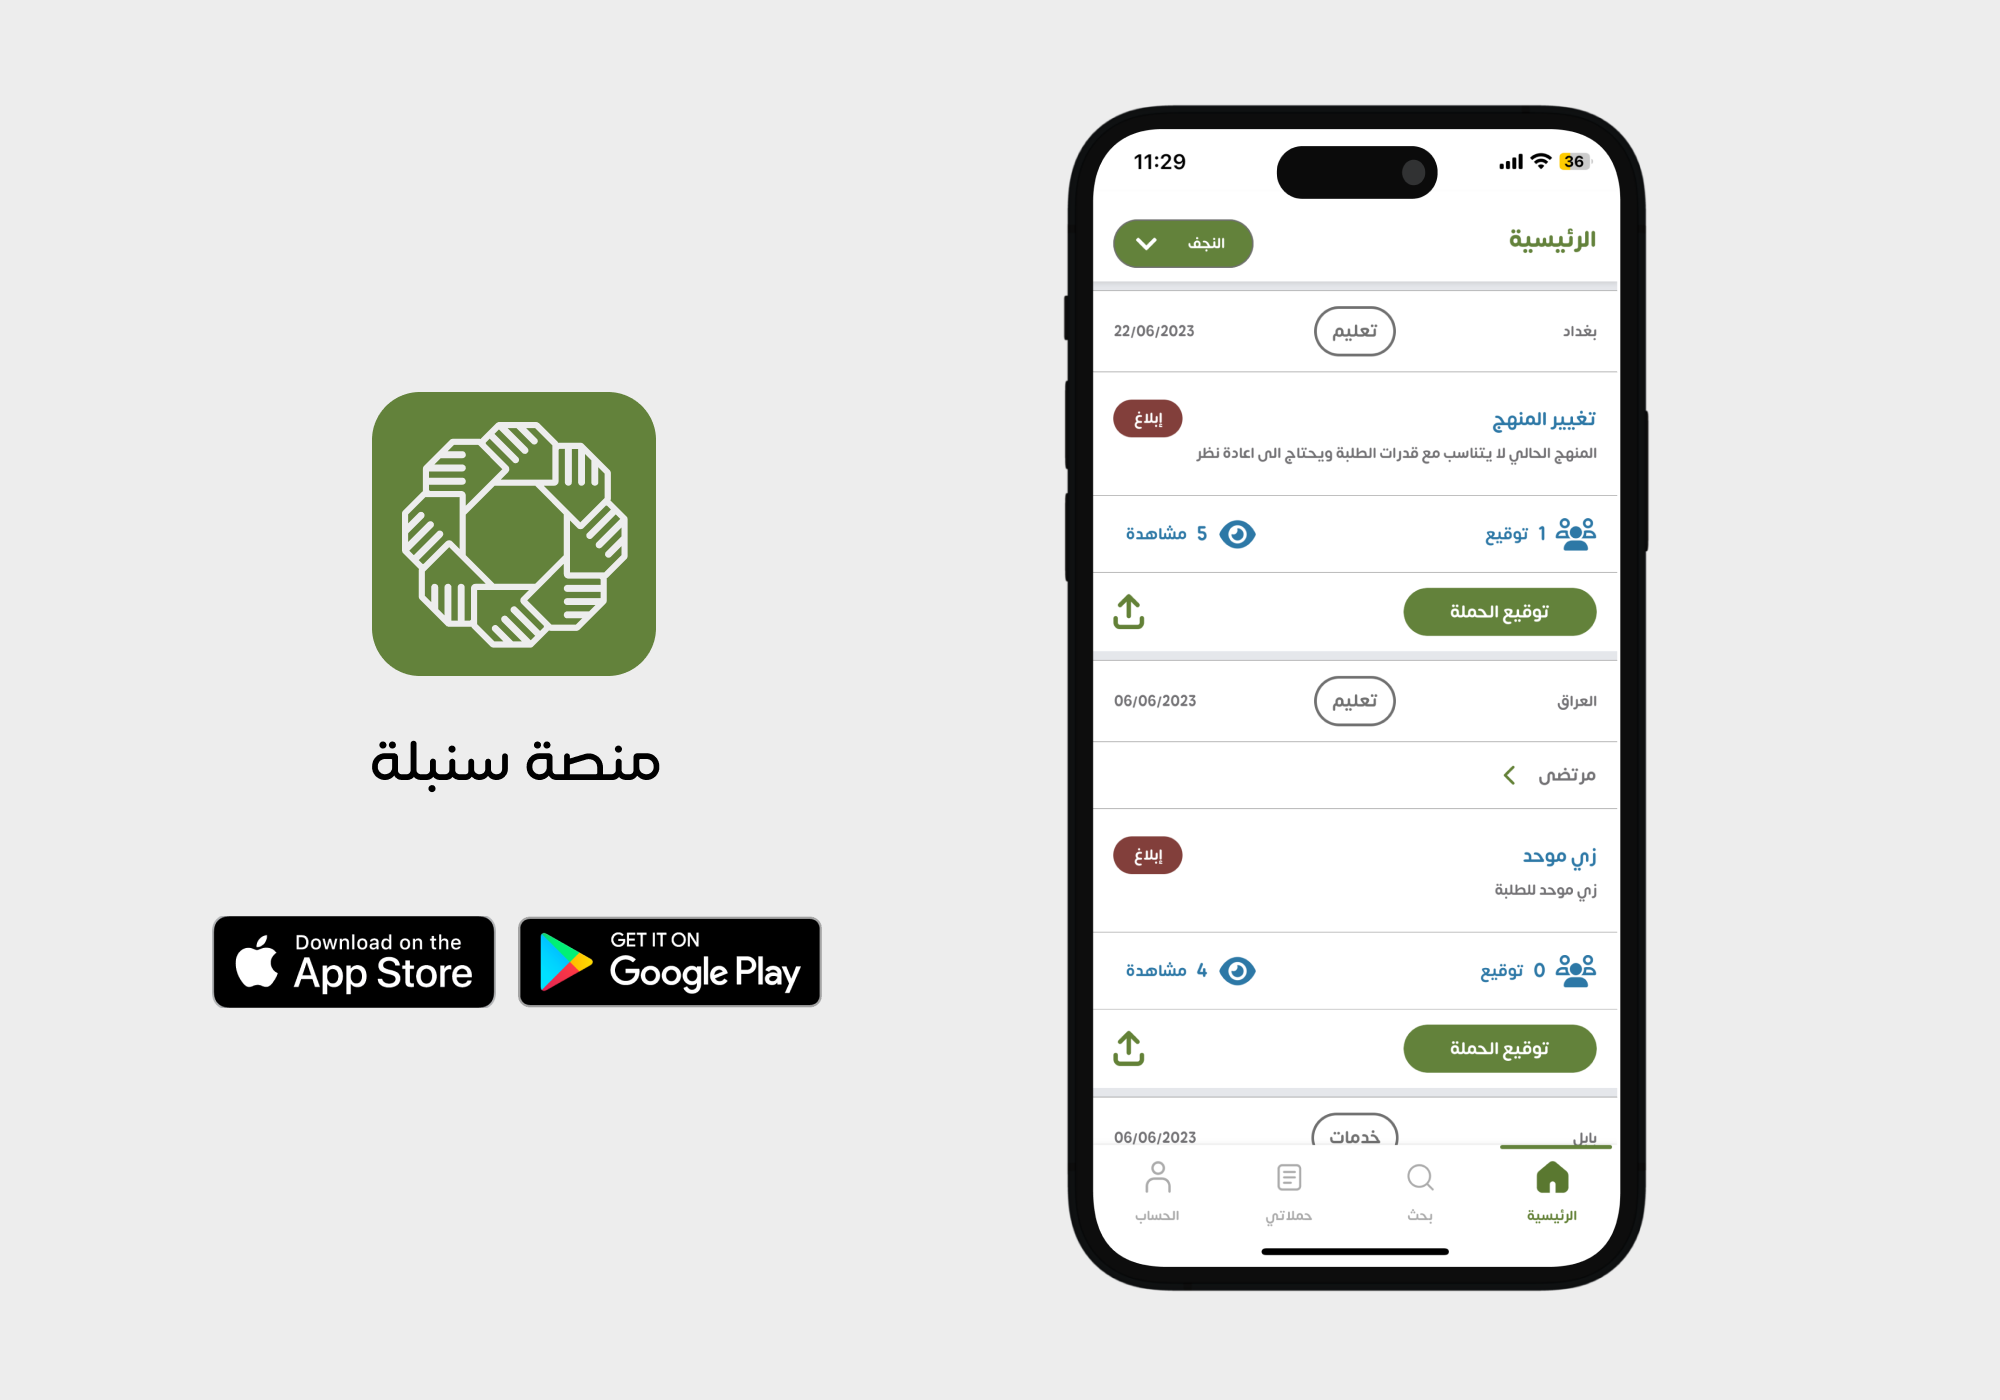 منصة سنبلة
Download on the
App Store
GET IT ON
Google Play
11:29
36
الرئيسية
النجف
بغداد
تعليم
22/06/2023
تغيير المنهج
إبلاغ
المنهج الحالي لا يتناسب مع قدرات الطلبة ويحتاج الى اعادة نظر
1 توقيع
5 مشاهدة
توقيع الحملة
العراق
تعليم
06/06/2023
مرتضى
زي موحد
إبلاغ
زي موحد للطلبة
0 توقيع
4 مشاهدة
توقيع الحملة
بابل
خدمات
06/06/2023
الرئيسية
بحث
حملاتي
الحساب